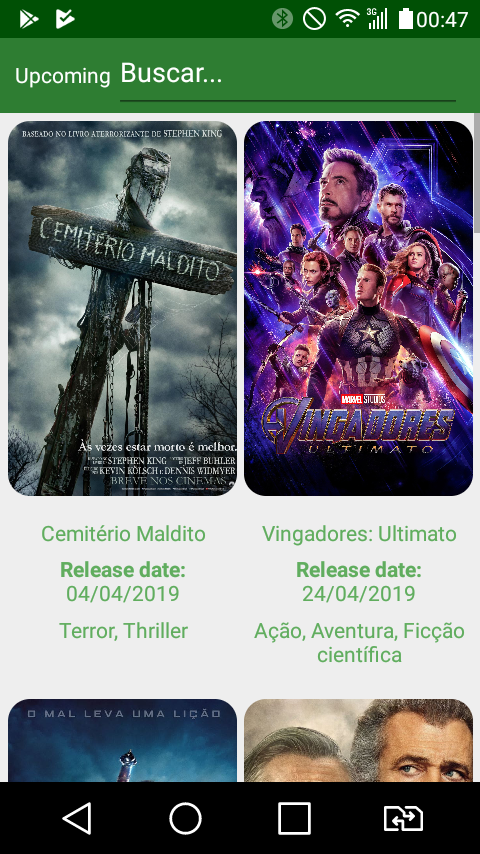 3G
00:47
Upcoming
Buscar...
BASEADO NO LIVRO ATERRORIZANTE DE STEPHEN KING
CEMITÉRIO MALDITO
Às vezes estar morto é melhor.
STEPHEN KING
JEFF BUHLER
KEVIN KÖLSCH e DENNIS WIDMYER
BREVE NOS CINEMAS
MARVEL STUDIOS
VINGADORES
ULTIMATO
Cemitério Maldito
Release date:
04/04/2019
Terror, Thriller
Vingadores: Ultimato
Release date:
24/04/2019
Ação, Aventura, Ficção
científica
O MAL LEVA UMA LIÇÃO